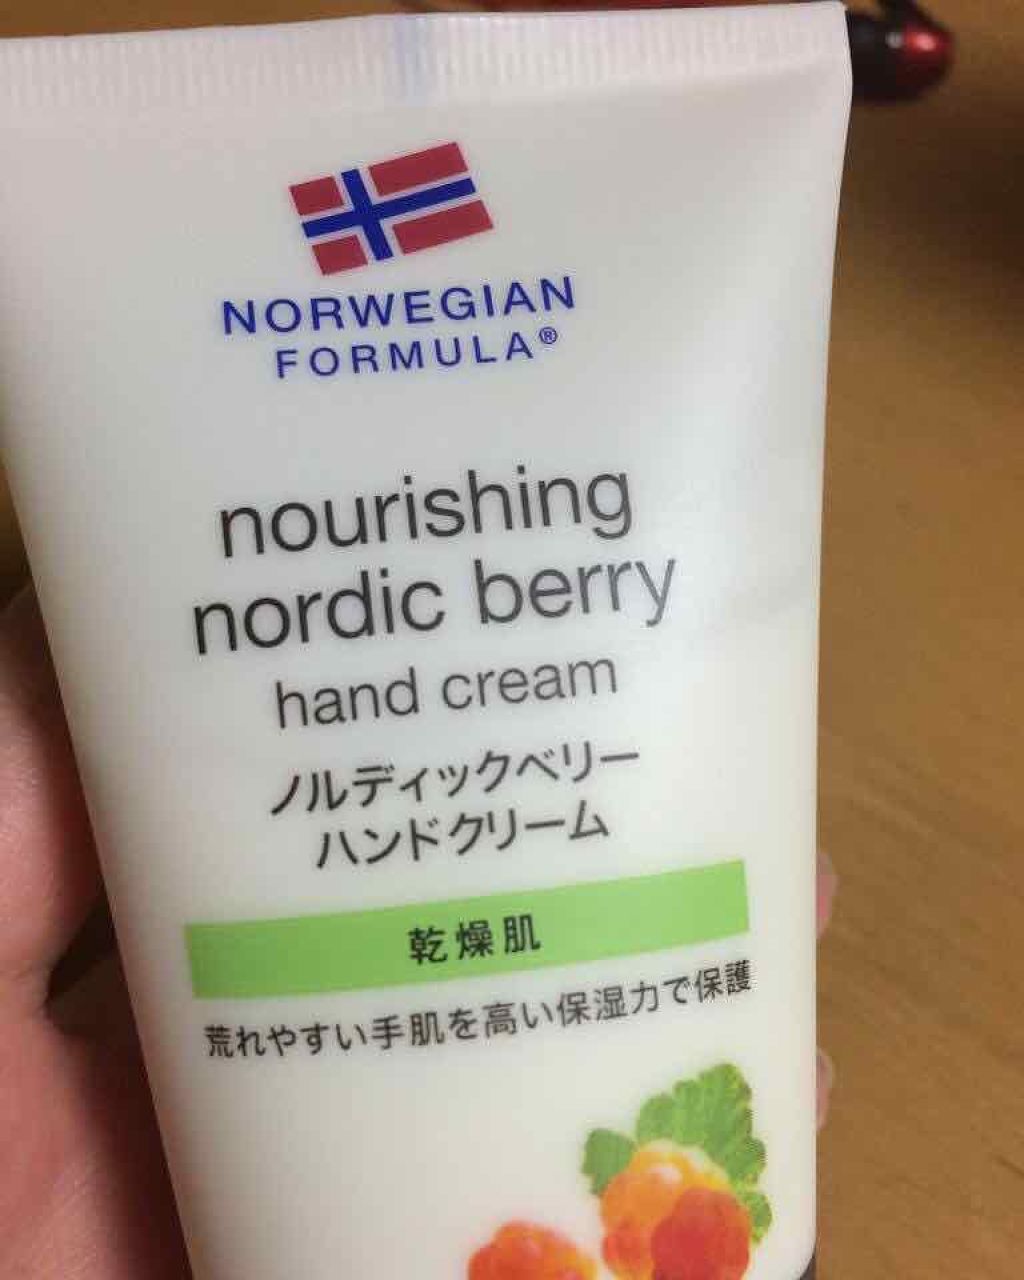 NORWEGIAN
FORMULA®
nourishing
nordic berry
hand cream
ノルディックベリー
ハンドクリーム
乾燥肌
荒れやすい手肌を高い保湿力で保護